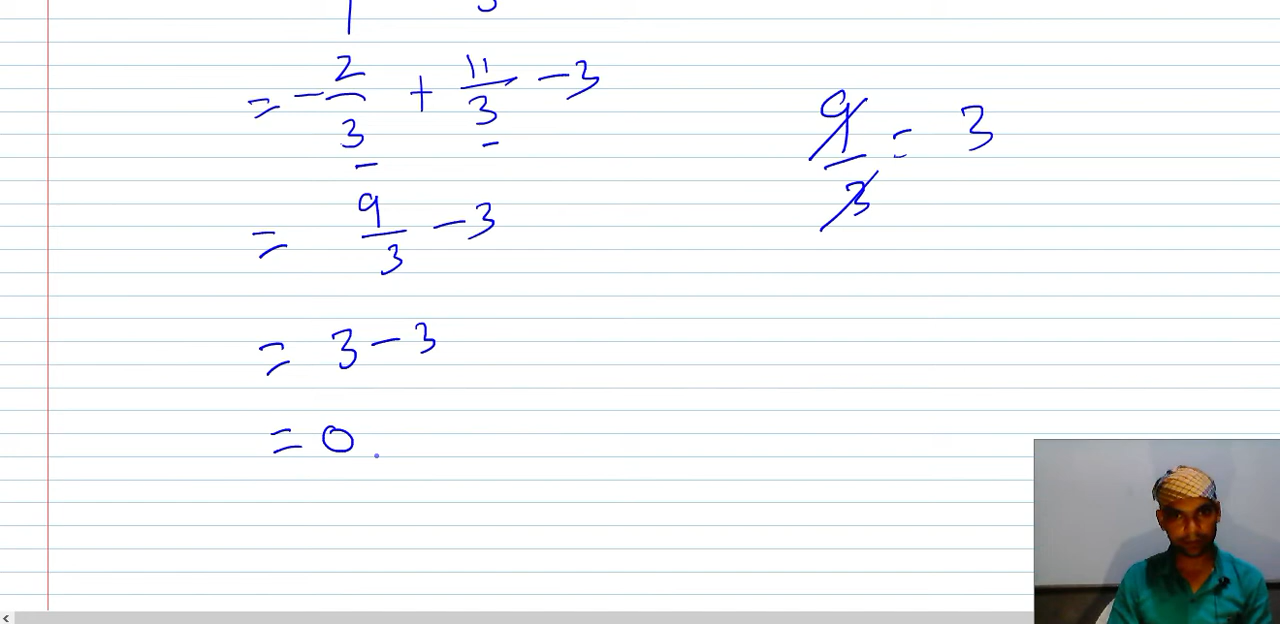 = -2/3 + 11/3 - 3
= 9/3 - 3
= 3 - 3
= 0.
9/3 = 3